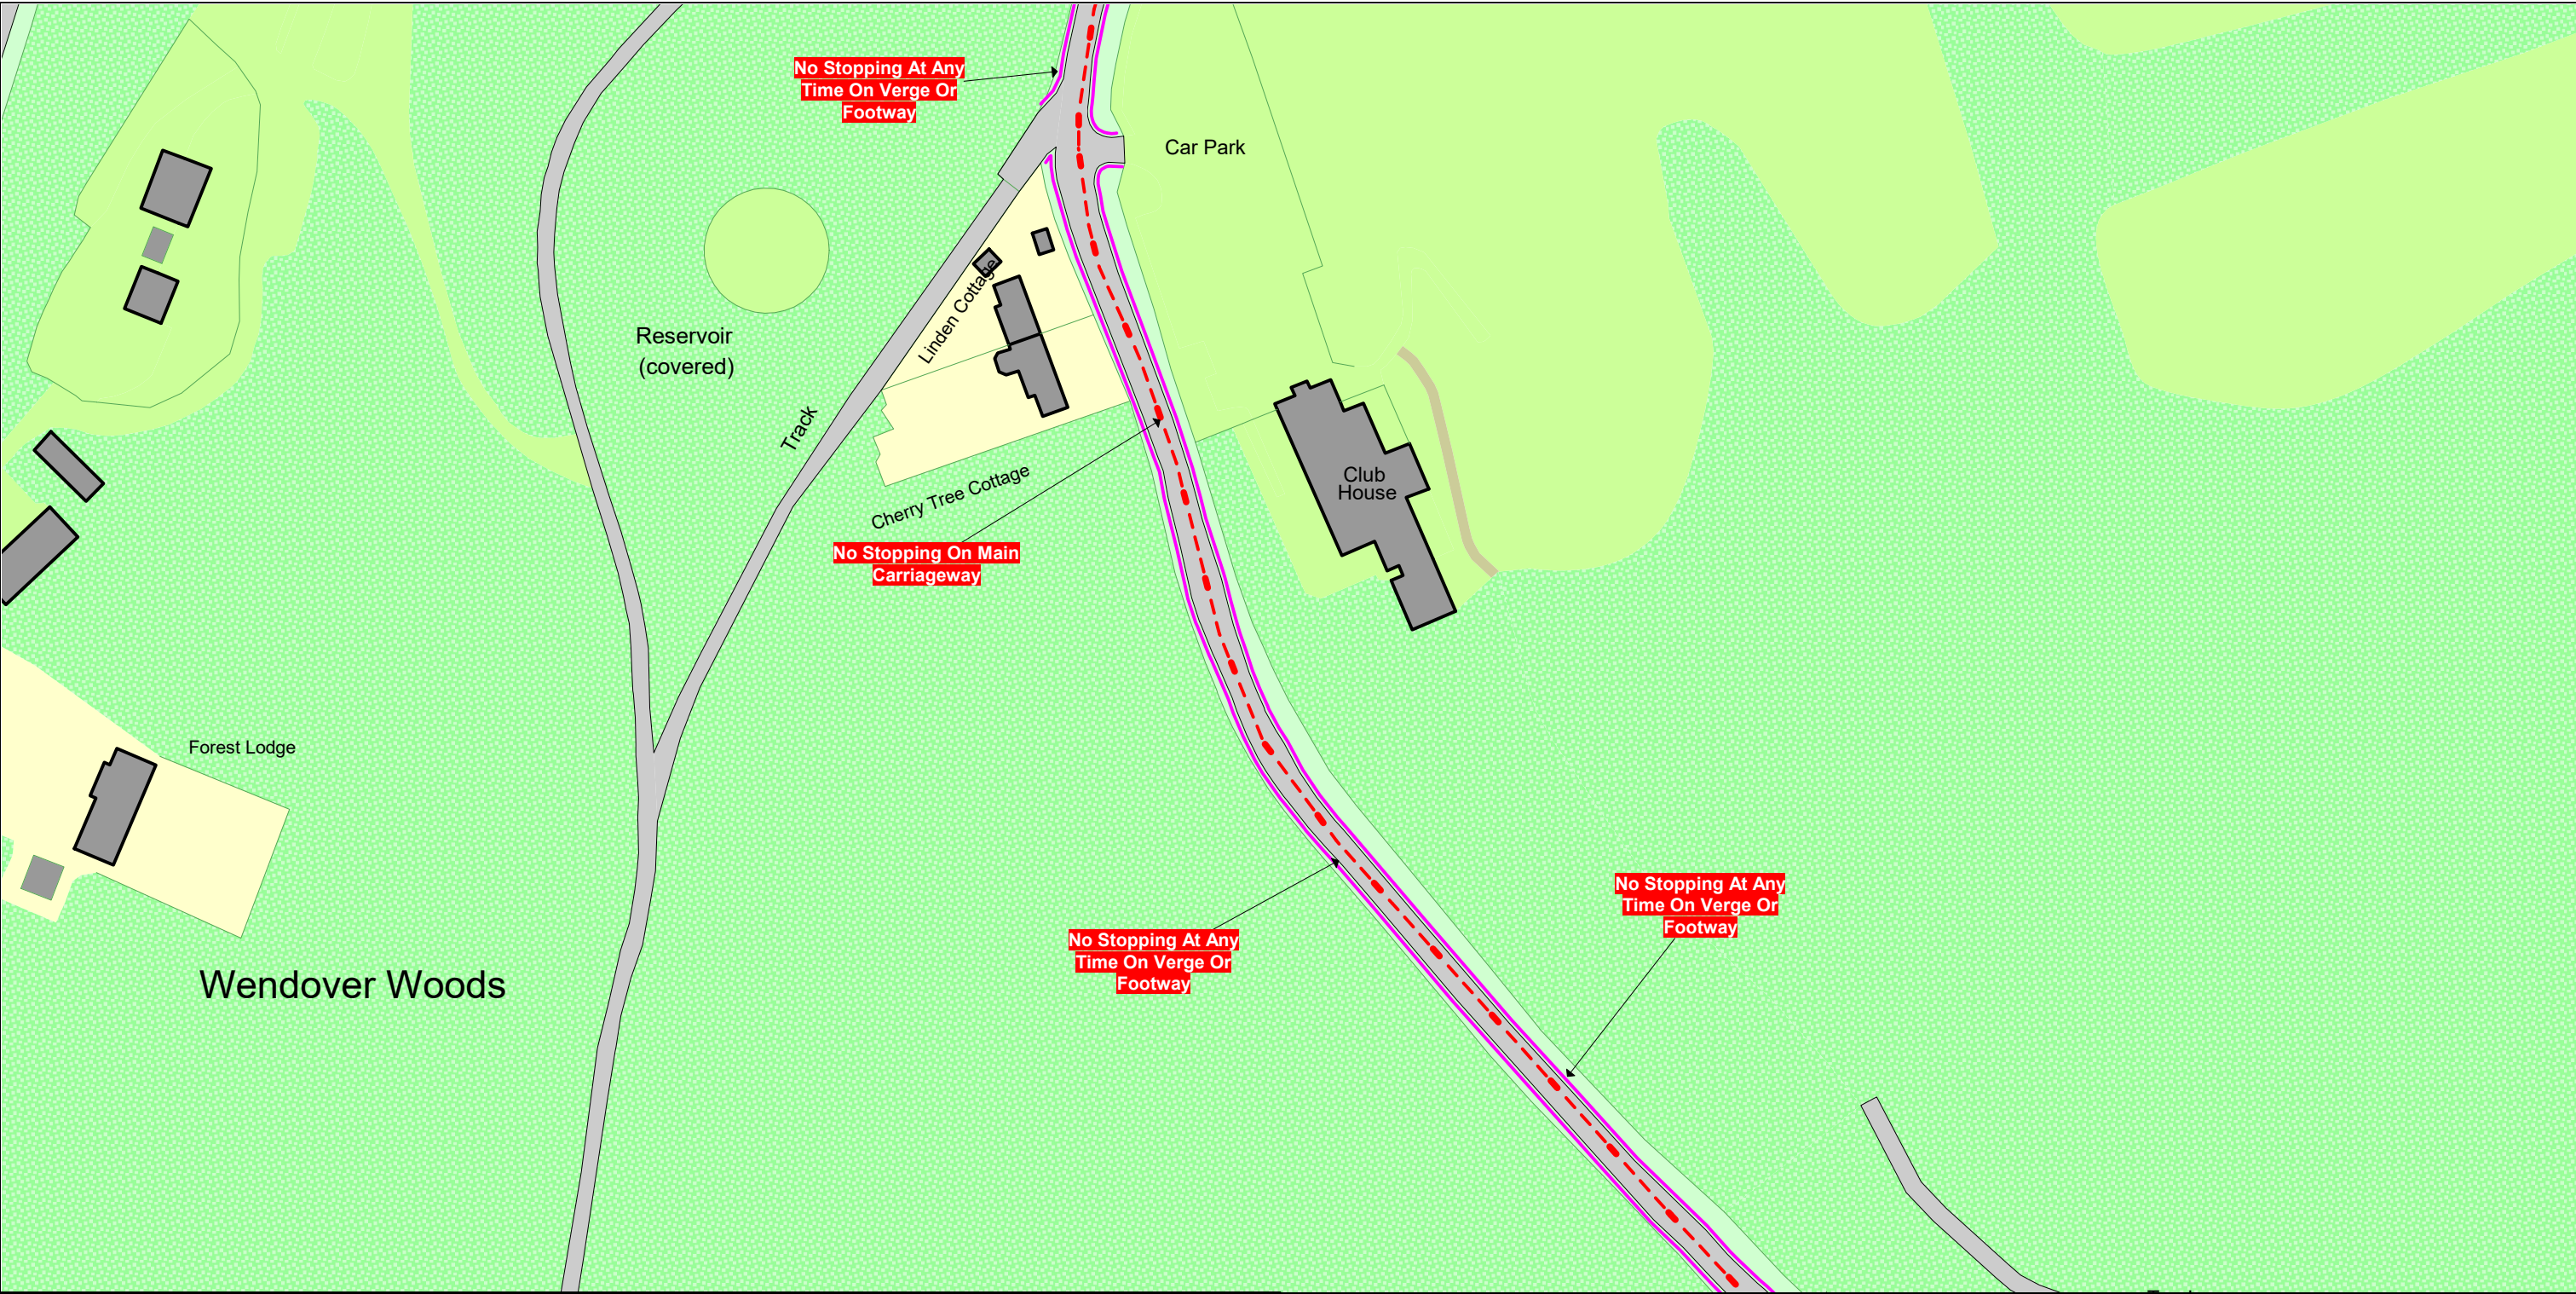 No Stopping At Any
Time On Verge Or
Footway
Car Park
Reservoir
(covered)
Linden Cottage
Track
Cherry Tree Cottage
Club
House
No Stopping On Main
Carriageway
Forest Lodge
No Stopping At Any
Time On Verge Or
Footway
No Stopping At Any
Time On Verge Or
Footway
Wendover Woods